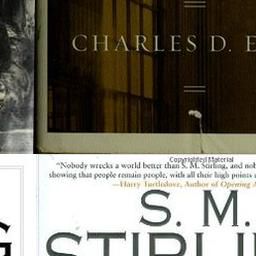 CHARLES D. E
Copyrighted Material
"Nobody wrecks a world better than S. M. Stirling, and nob
showing that people remain people, with all their high points a
—Harry Turtledove, Author of Opening A
S. M.
STIRLI
G